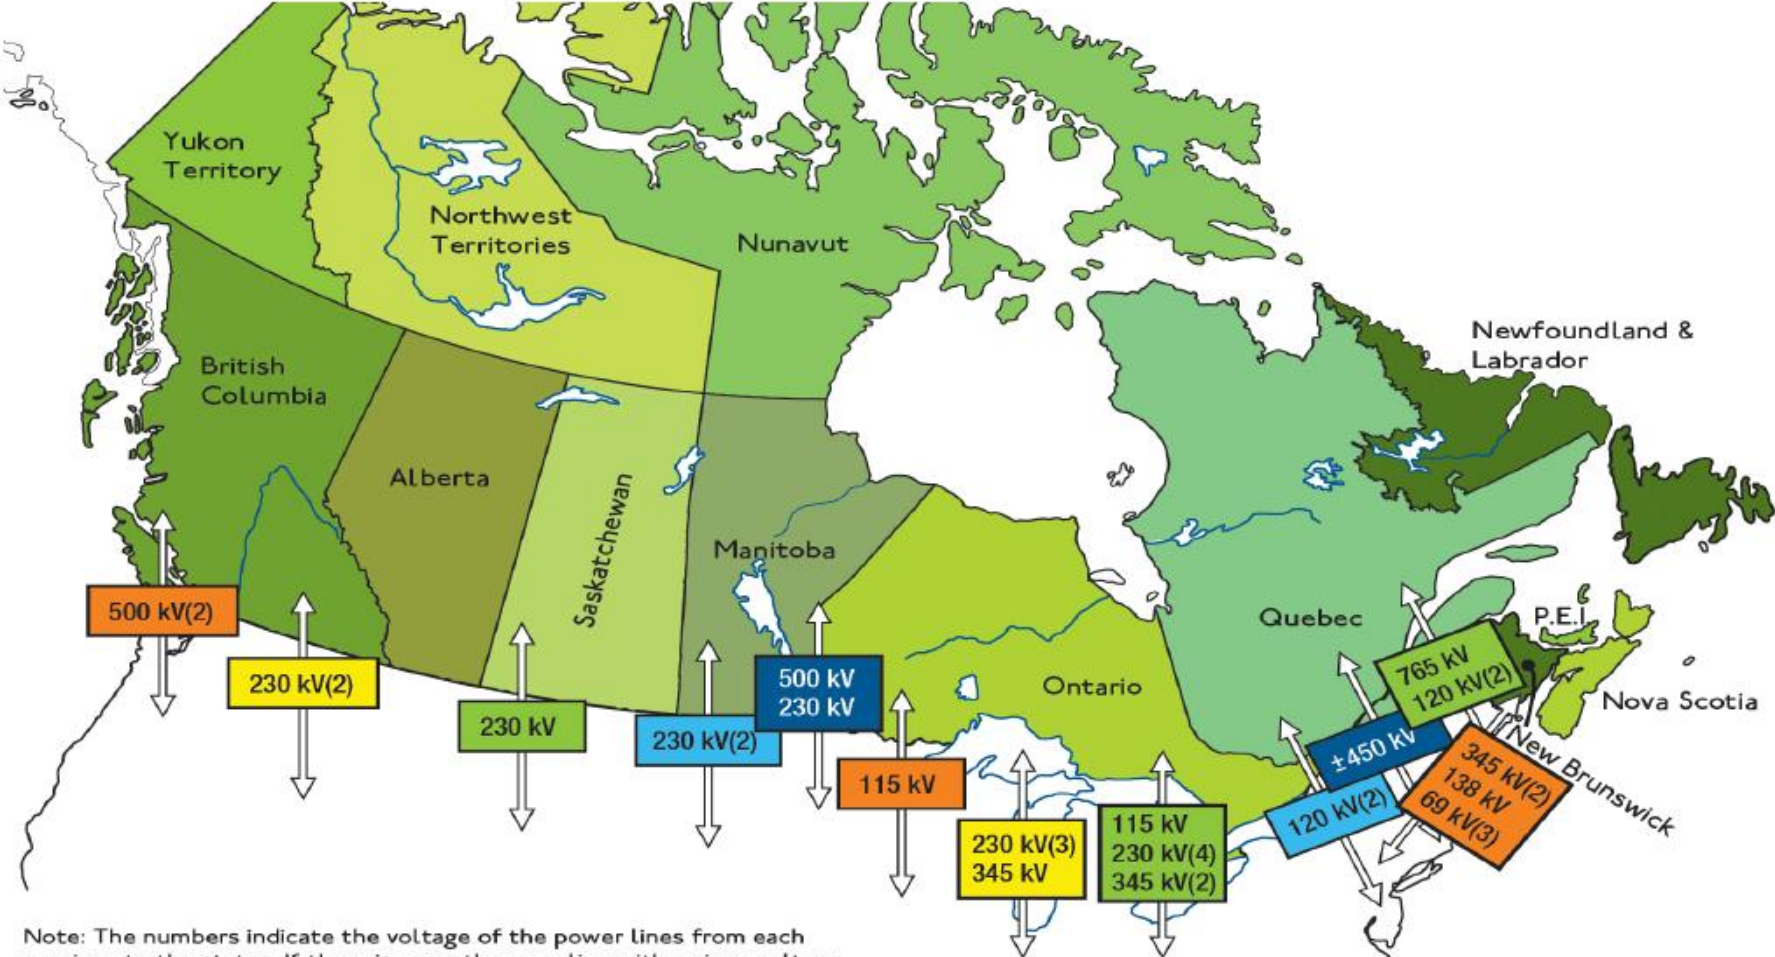 Yukon
Territory
Northwest
Territories
Nunavut
Newfoundland &
Labrador
British
Columbia
Alberta
Saskatchewan
Manitoba
Ontario
Quebec
P.E.I.
Nova Scotia
New Brunswick
500 kV(2)
230 kV(2)
230 kV
230 kV(2)
500 kV
230 kV
115 kV
230 kV(3)
345 kV
115 kV
230 kV(4)
345 kV(2)
120 kV(2)
±450 kV
765 kV
120 kV(2)
345 kV(2)
138 kV
69 kV(3)
Note: The numbers indicate the voltage of the power lines from each